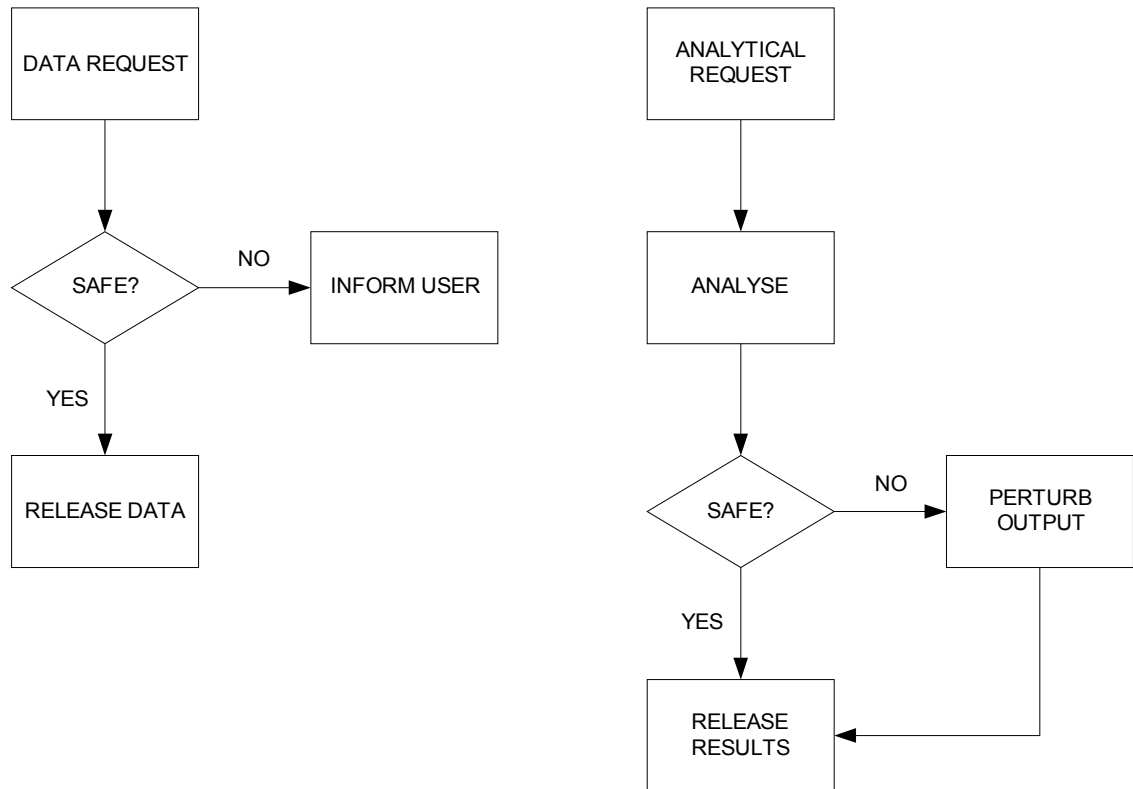 DATA REQUEST
SAFE?
NO
INFORM USER
YES
RELEASE DATA
ANALYTICAL
REQUEST
ANALYSE
SAFE?
NO
PERTURB
OUTPUT
YES
RELEASE
RESULTS